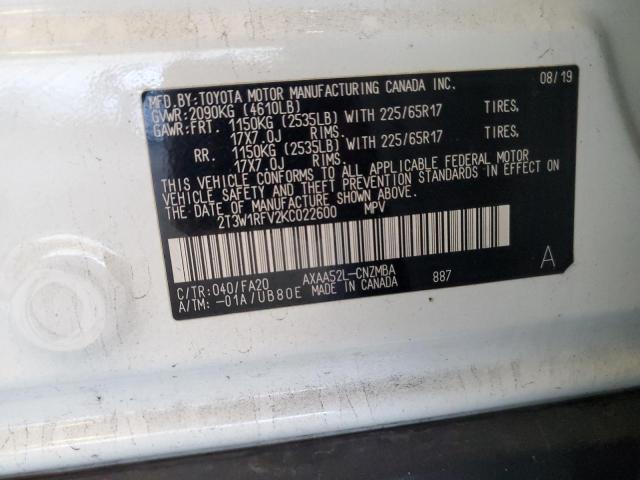 MFD.BY:TOYOTA MOTOR MANUFACTURING CANADA INC. 08/19
GVWR:2090KG (4610LB)
GAWR:FRT. 1150KG (2535LB) WITH 225/65R17 TIRES,
17X7.0J RIMS.
RR. 1150KG (2535LB) WITH 225/65R17 TIRES,
17X7.0J RIMS.
THIS VEHICLE CONFORMS TO ALL APPLICABLE FEDERAL MOTOR
VEHICLE SAFETY AND THEFT PREVENTION STANDARDS IN EFFECT ON
THE DATE OF MANUFACTURE SHOWN ABOVE.
2T3W1RFV2KC022600 MPV
C/TR:040/FA20 AXAA52L-CNZMBA 887 A
A/TM:-01A/UB80E MADE IN CANADA